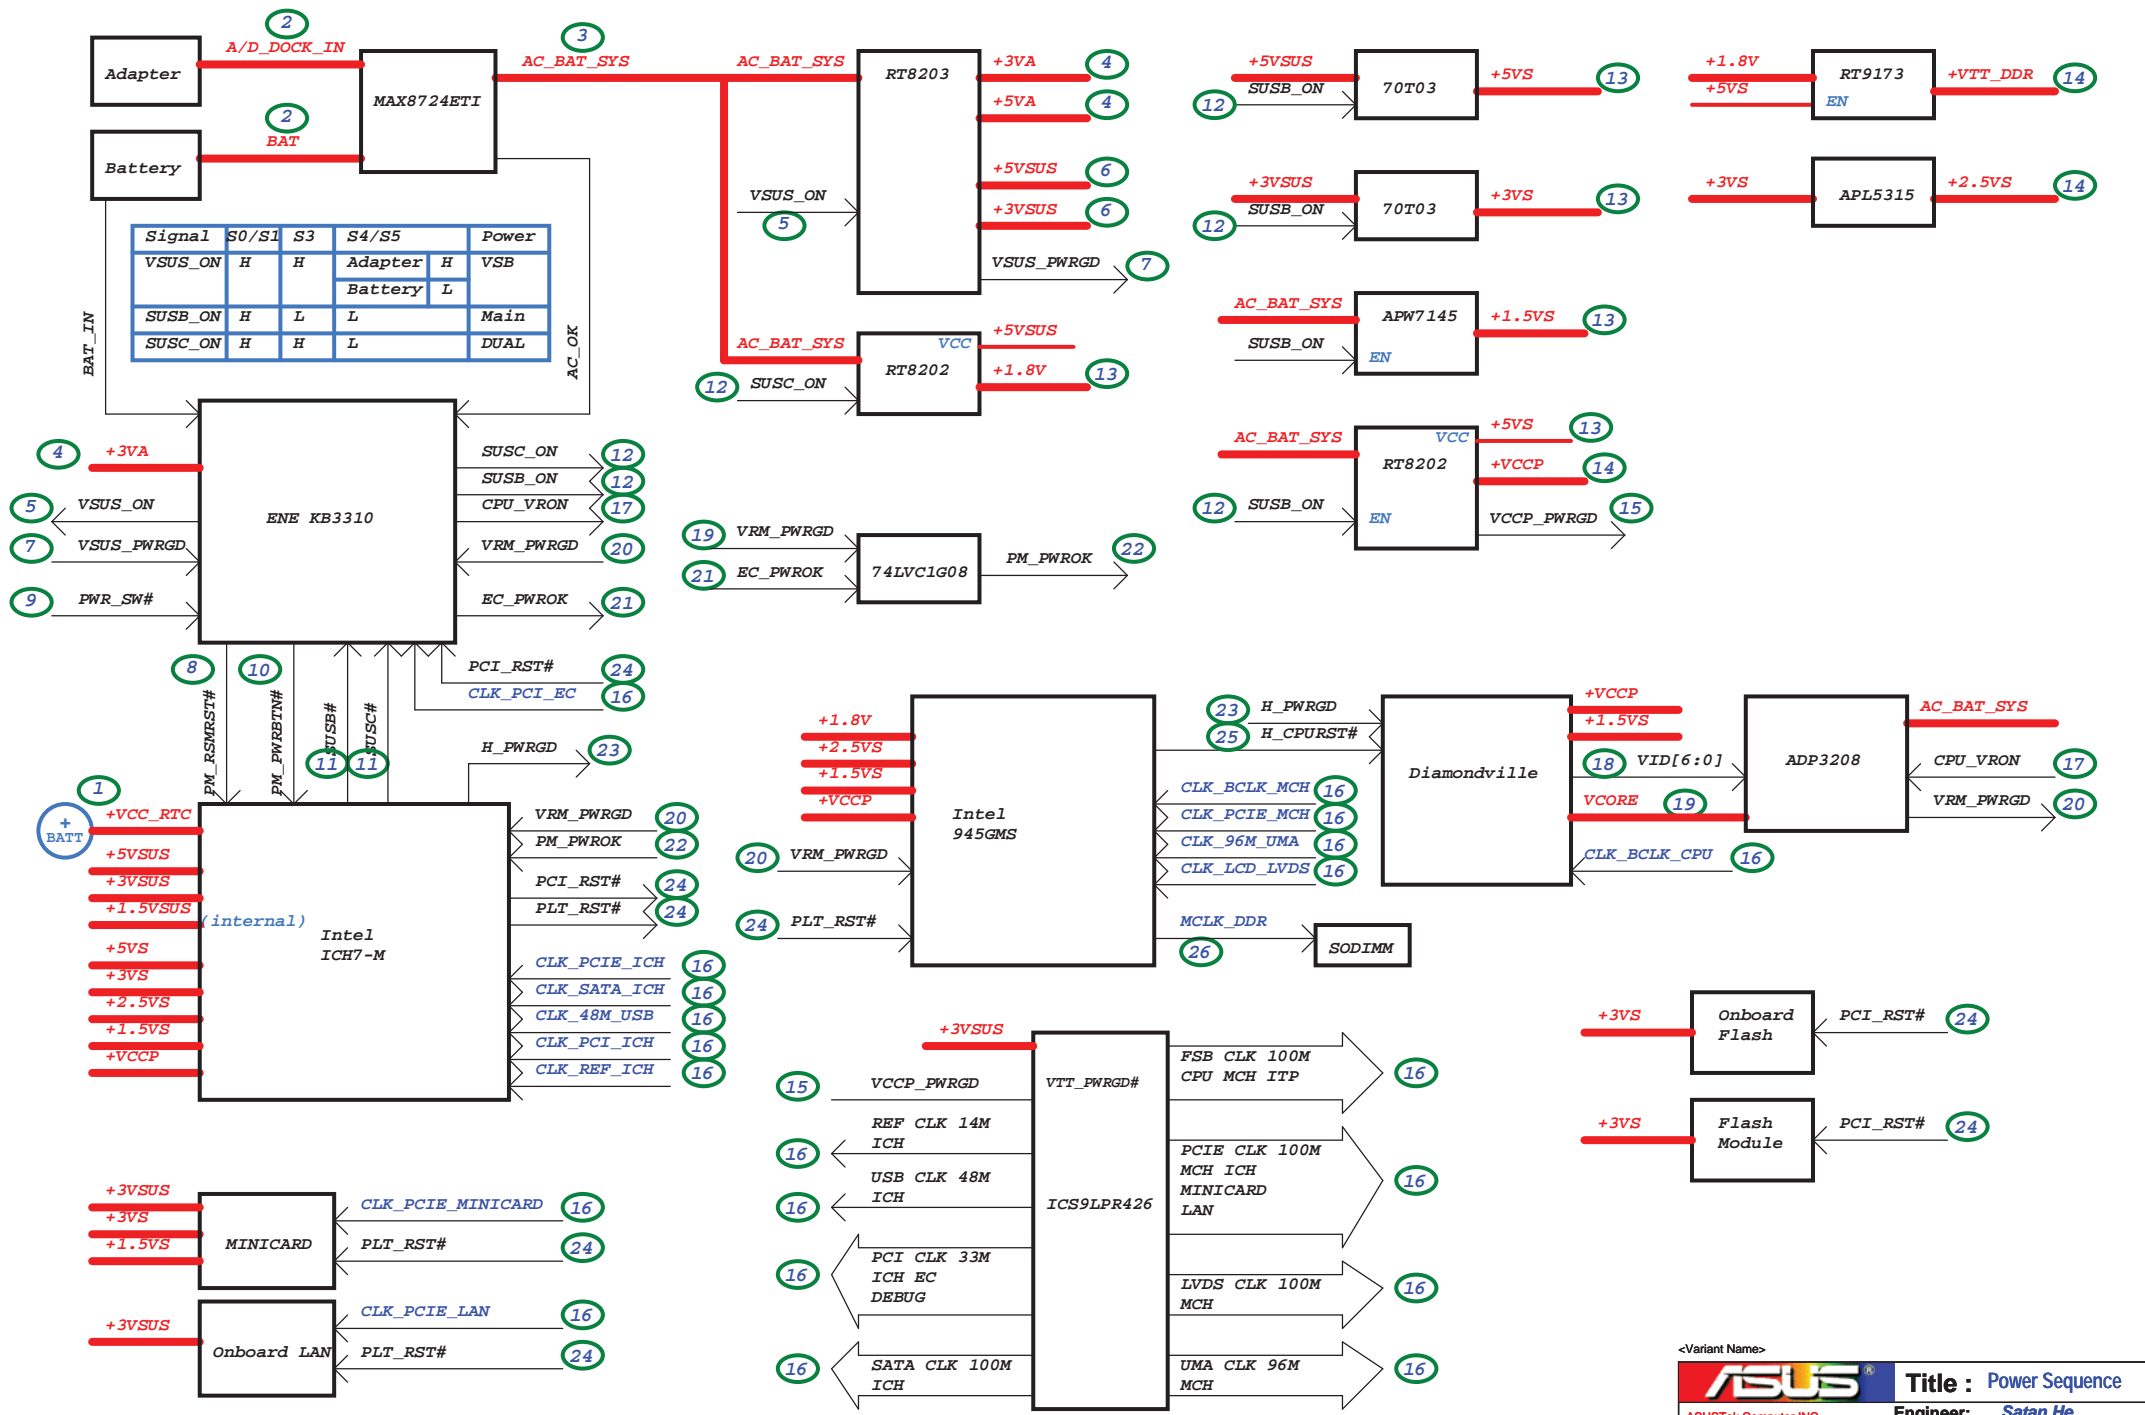 Adapter
2
A/D_DOCK_IN
Battery
2
BAT
MAX8724ETI
3
AC_BAT_SYS
AC_BAT_SYS
RT8203
+3VA
4
+5VA
4
+5VSUS
6
+3VSUS
6
VSUS_ON
5
VSUS_PWRGD
7
+5VSUS
SUSB_ON
12
70T03
+5VS
13
+1.8V
+5VS
RT9173
EN
+VTT_DDR
14
+3VSUS
SUSB_ON
12
70T03
+3VS
13
+3VS
APL5315
+2.5VS
14
Signal S0/S1 S3 S4/S5 Power
VSUS_ON H H Adapter H VSB
Battery L
SUSB_ON H L L Main
SUSC_ON H H L DUAL
BAT_IN
AC_OK
AC_BAT_SYS
12
SUSC_ON
VCC
RT8202
+5VSUS
+1.8V
13
AC_BAT_SYS
SUSB_ON
APW7145
EN
+1.5VS
13
AC_BAT_SYS
12
SUSB_ON
VCC
RT8202
EN
+5VS
13
+VCCP
14
VCCP_PWRGD
15
4
+3VA
5
VSUS_ON
7
VSUS_PWRGD
9
PWR_SW#
ENE KB3310
SUSC_ON
12
SUSB_ON
12
CPU_VRON
17
VRM_PWRGD
20
EC_PWROK
21
19
VRM_PWRGD
21
EC_PWROK
74LVC1G08
PM_PWROK
22
8
PM_RSMRST#
10
PM_PWRBTN#
11
SUSB#
11
SUSC#
PCI_RST#
24
CLK_PCI_EC
16
H_PWRGD
23
1
+
BATT
+VCC_RTC
+5VSUS
+3VSUS
+1.5VSUS
(internal)
+5VS
+3VS
+2.5VS
+1.5VS
+VCCP
Intel
ICH7-M
VRM_PWRGD
20
PM_PWROK
22
PCI_RST#
24
PLT_RST#
24
CLK_PCIE_ICH
16
CLK_SATA_ICH
16
CLK_48M_USB
16
CLK_PCI_ICH
16
CLK_REF_ICH
16
+1.8V
+2.5VS
+1.5VS
+VCCP
20
VRM_PWRGD
24
PLT_RST#
Intel
945GMS
23
H_PWRGD
25
H_CPURST#
CLK_BCLK_MCH
16
CLK_PCIE_MCH
16
CLK_96M_UMA
16
CLK_LCD_LVDS
16
MCLK_DDR
26
SODIMM
Diamondville
+VCCP
+1.5VS
18
VID[6:0]
VCORE
19
CLK_BCLK_CPU
16
ADP3208
AC_BAT_SYS
CPU_VRON
17
VRM_PWRGD
20
+3VSUS
15
VCCP_PWRGD
VTT_PWRGD#
REF CLK 14M
ICH
16
USB CLK 48M
ICH
16
PCI CLK 33M
ICH EC
DEBUG
16
SATA CLK 100M
ICH
16
ICS9LPR426
FSB CLK 100M
CPU MCH ITP
16
PCIE CLK 100M
MCH ICH
MINICARD
LAN
16
LVDS CLK 100M
MCH
16
UMA CLK 96M
MCH
16
+3VS
Onboard
Flash
PCI_RST#
24
+3VS
Flash
Module
PCI_RST#
24
+3VSUS
+3VS
+1.5VS
MINICARD
CLK_PCIE_MINICARD
16
PLT_RST#
24
+3VSUS
Onboard LAN
CLK_PCIE_LAN
16
PLT_RST#
24
<Variant Name>
ASUS ®
Title : Power Sequence
ASUSTek Computer INC.
Engineer: Satan He